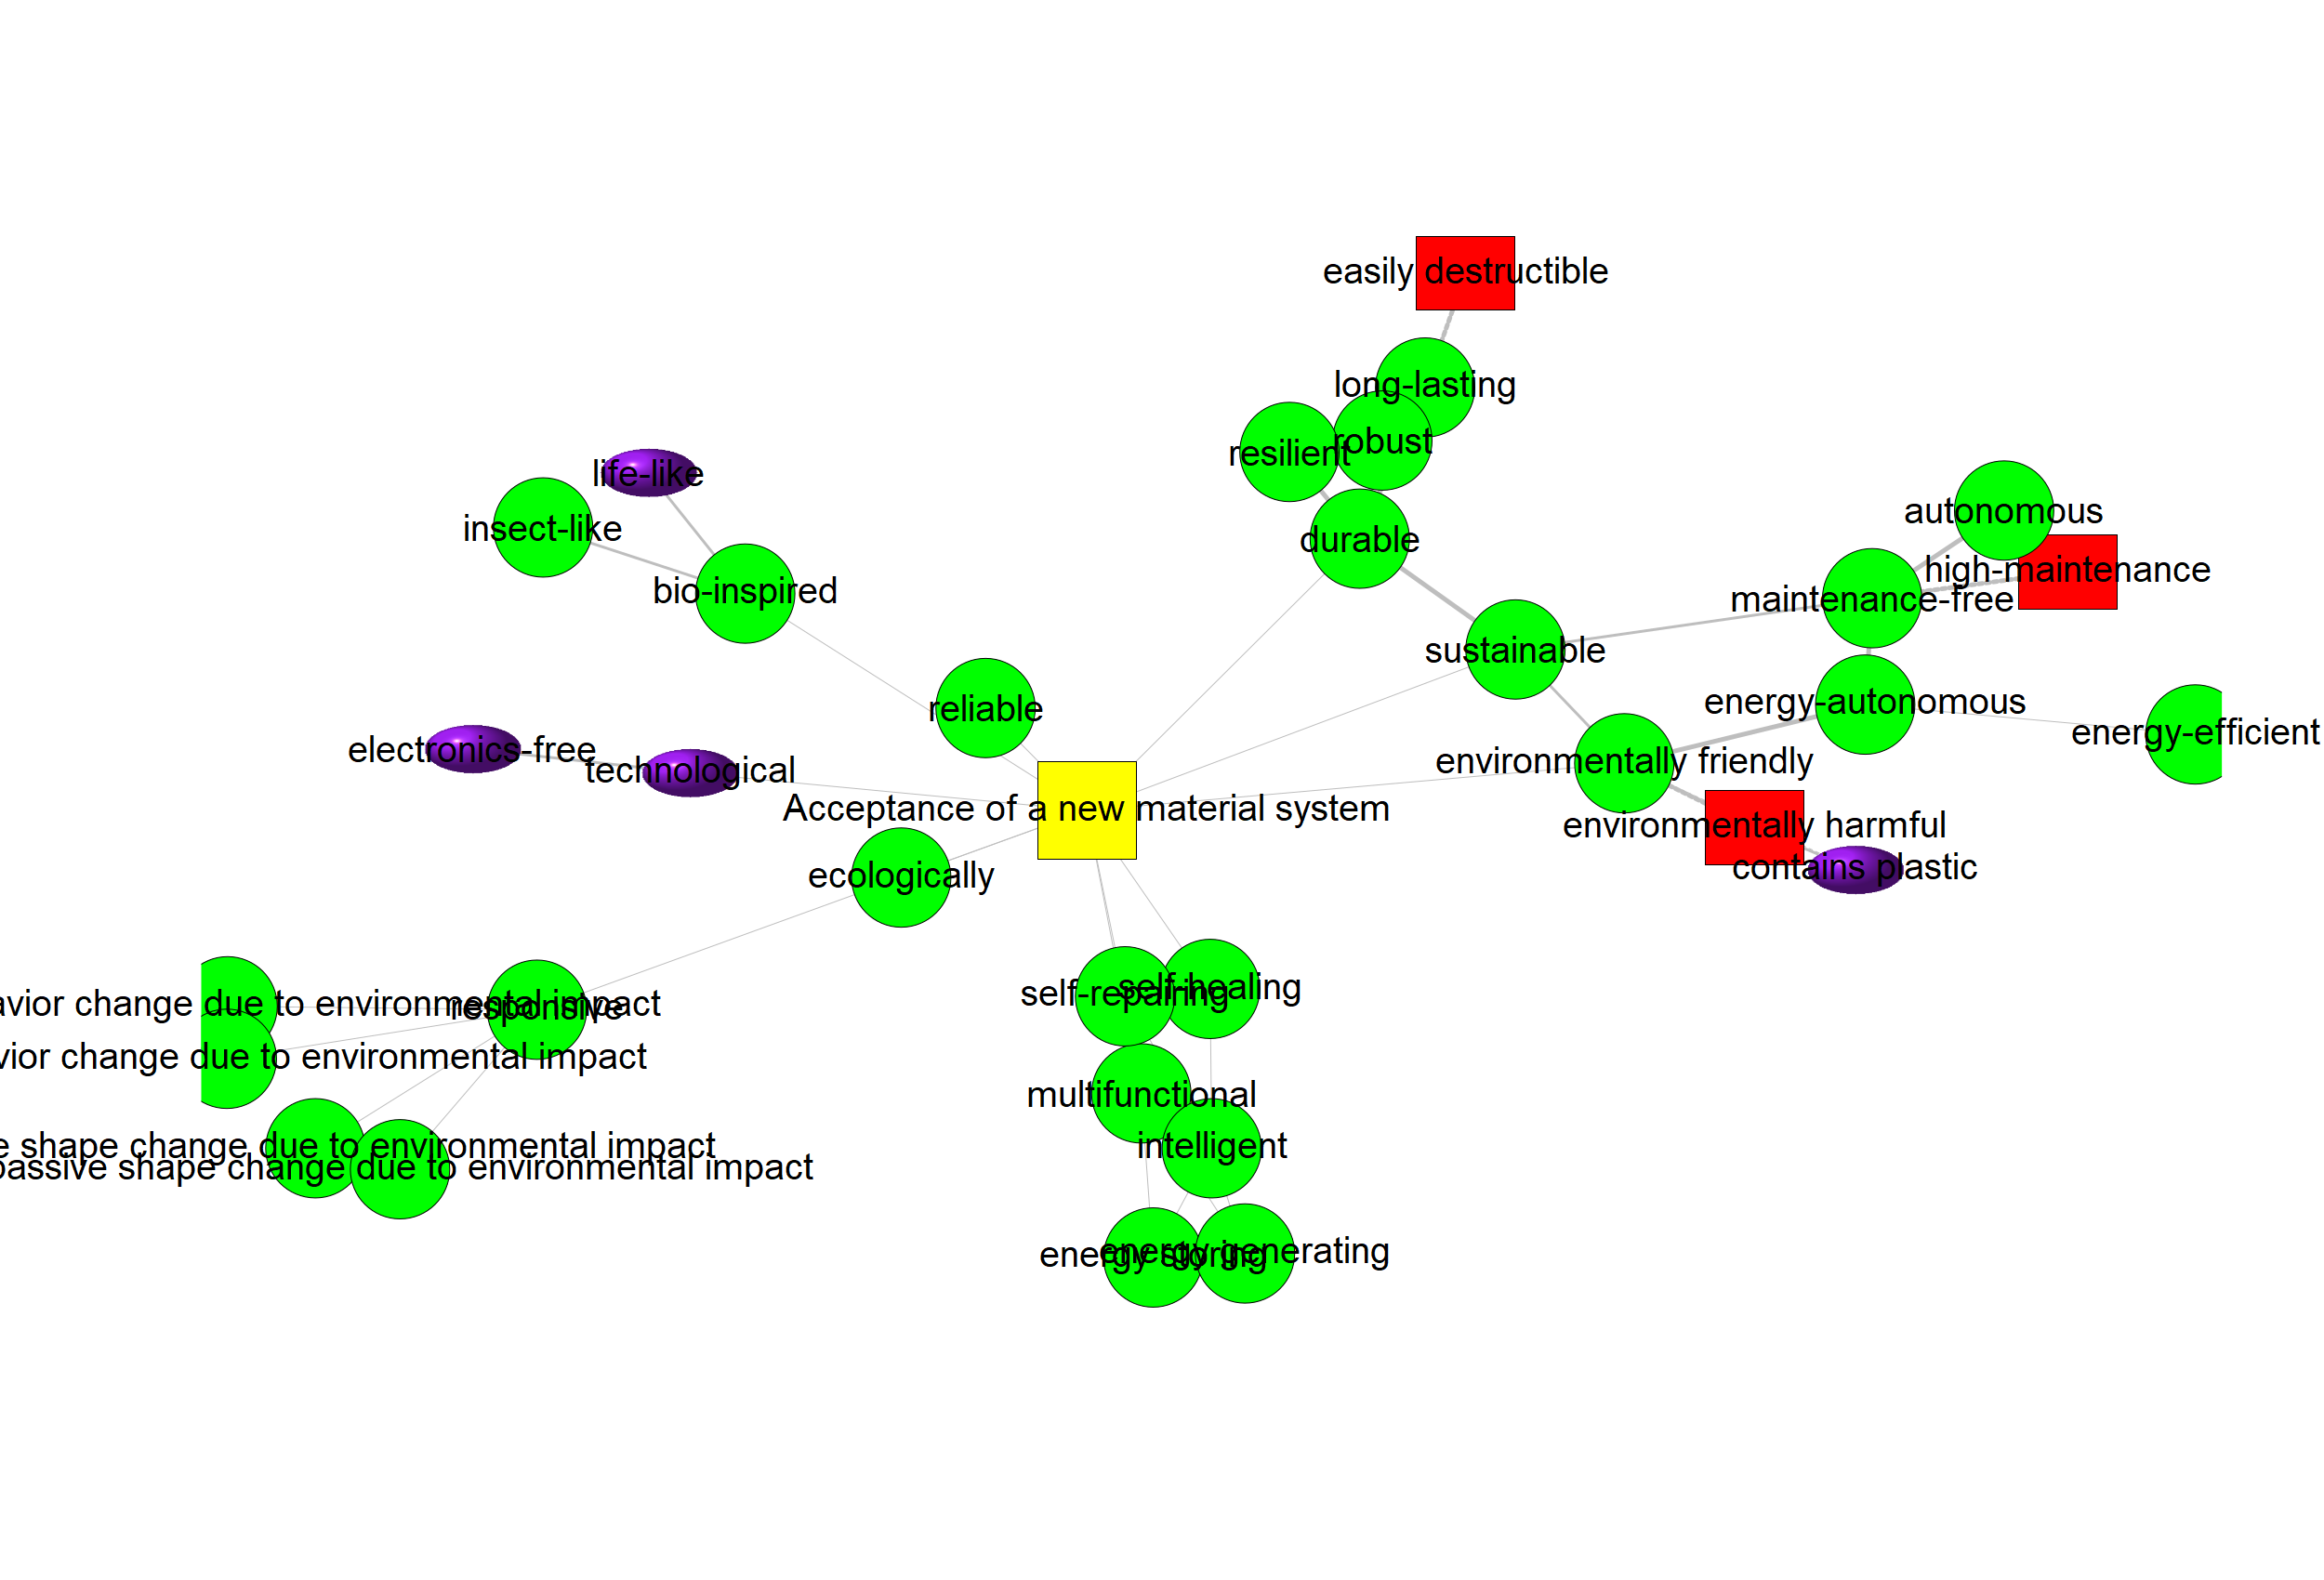 easily destructible
long-lasting
robust
resilient
life-like
insect-like
autonomous
durable
high-maintenance
bio-inspired
maintenance-free
sustainable
energy-autonomous
reliable
energy-efficient
electronics-free
environmentally friendly
technological
Acceptance of a new material system
environmentally harmful
contains plastic
ecologically
self-healing
self-repairing
change due to environmental impact
responsive
change due to environmental impact
multifunctional
intelligent
shape change due to environmental impact
passive shape change due to environmental impact
energy generating
energy storing